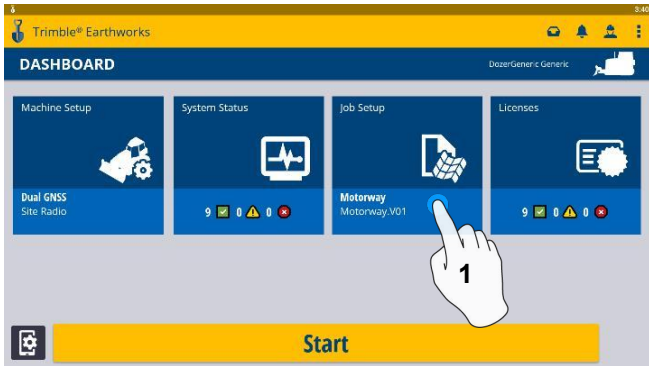 3:40
Trimble® Earthworks
DASHBOARD
DozerGeneric Generic
Machine Setup
System Status
Job Setup
Licenses
Dual GNSS
Site Radio
9 0 0
Motorway
Motorway.V01
9 0 0
1
Start